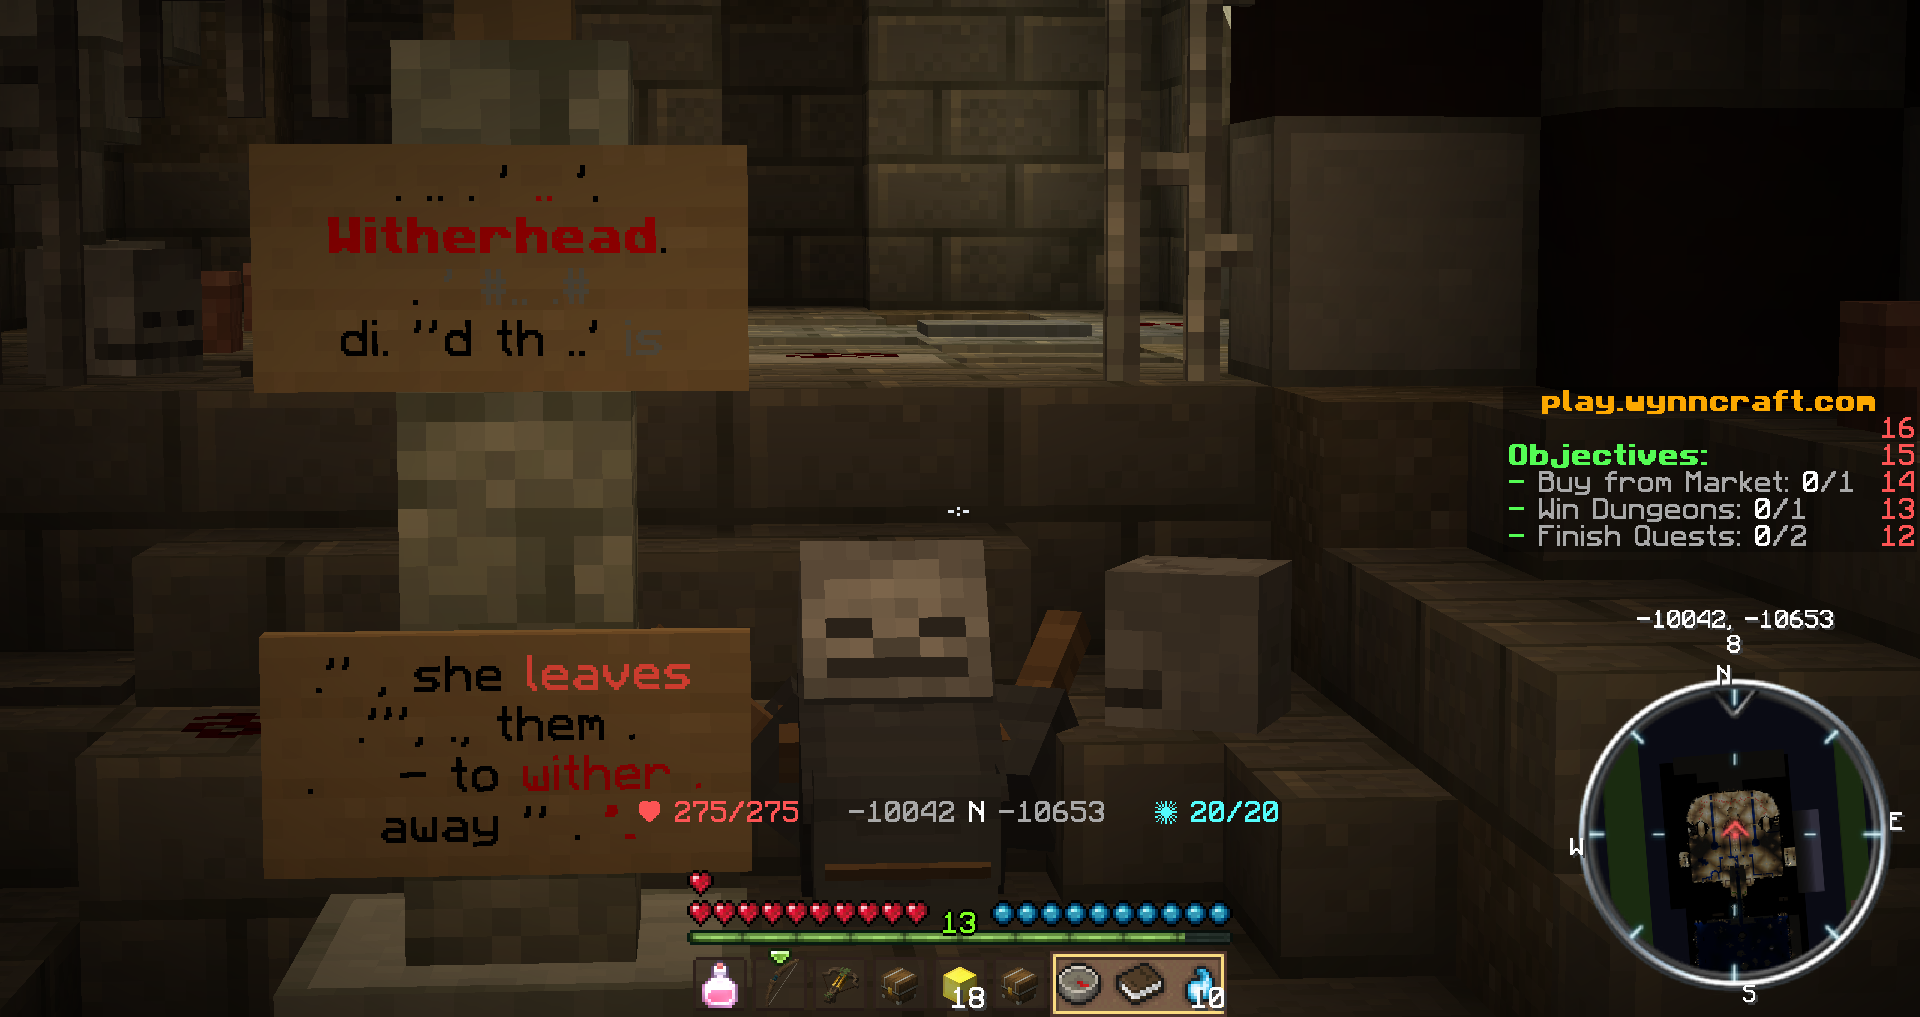 Witherhead.
di. ''d th ..' is
.'' , she leaves
.''' , ., them .
. - to wither .
away '' .
play.wynncraft.com
16
Objectives: 15
- Buy from Market: 0/1 14
- Win Dungeons: 0/1 13
- Finish Quests: 0/2 12
-10042, -10653
8
N
W
E
S
275/275 -10042 N -10653 20/20
13
18
10